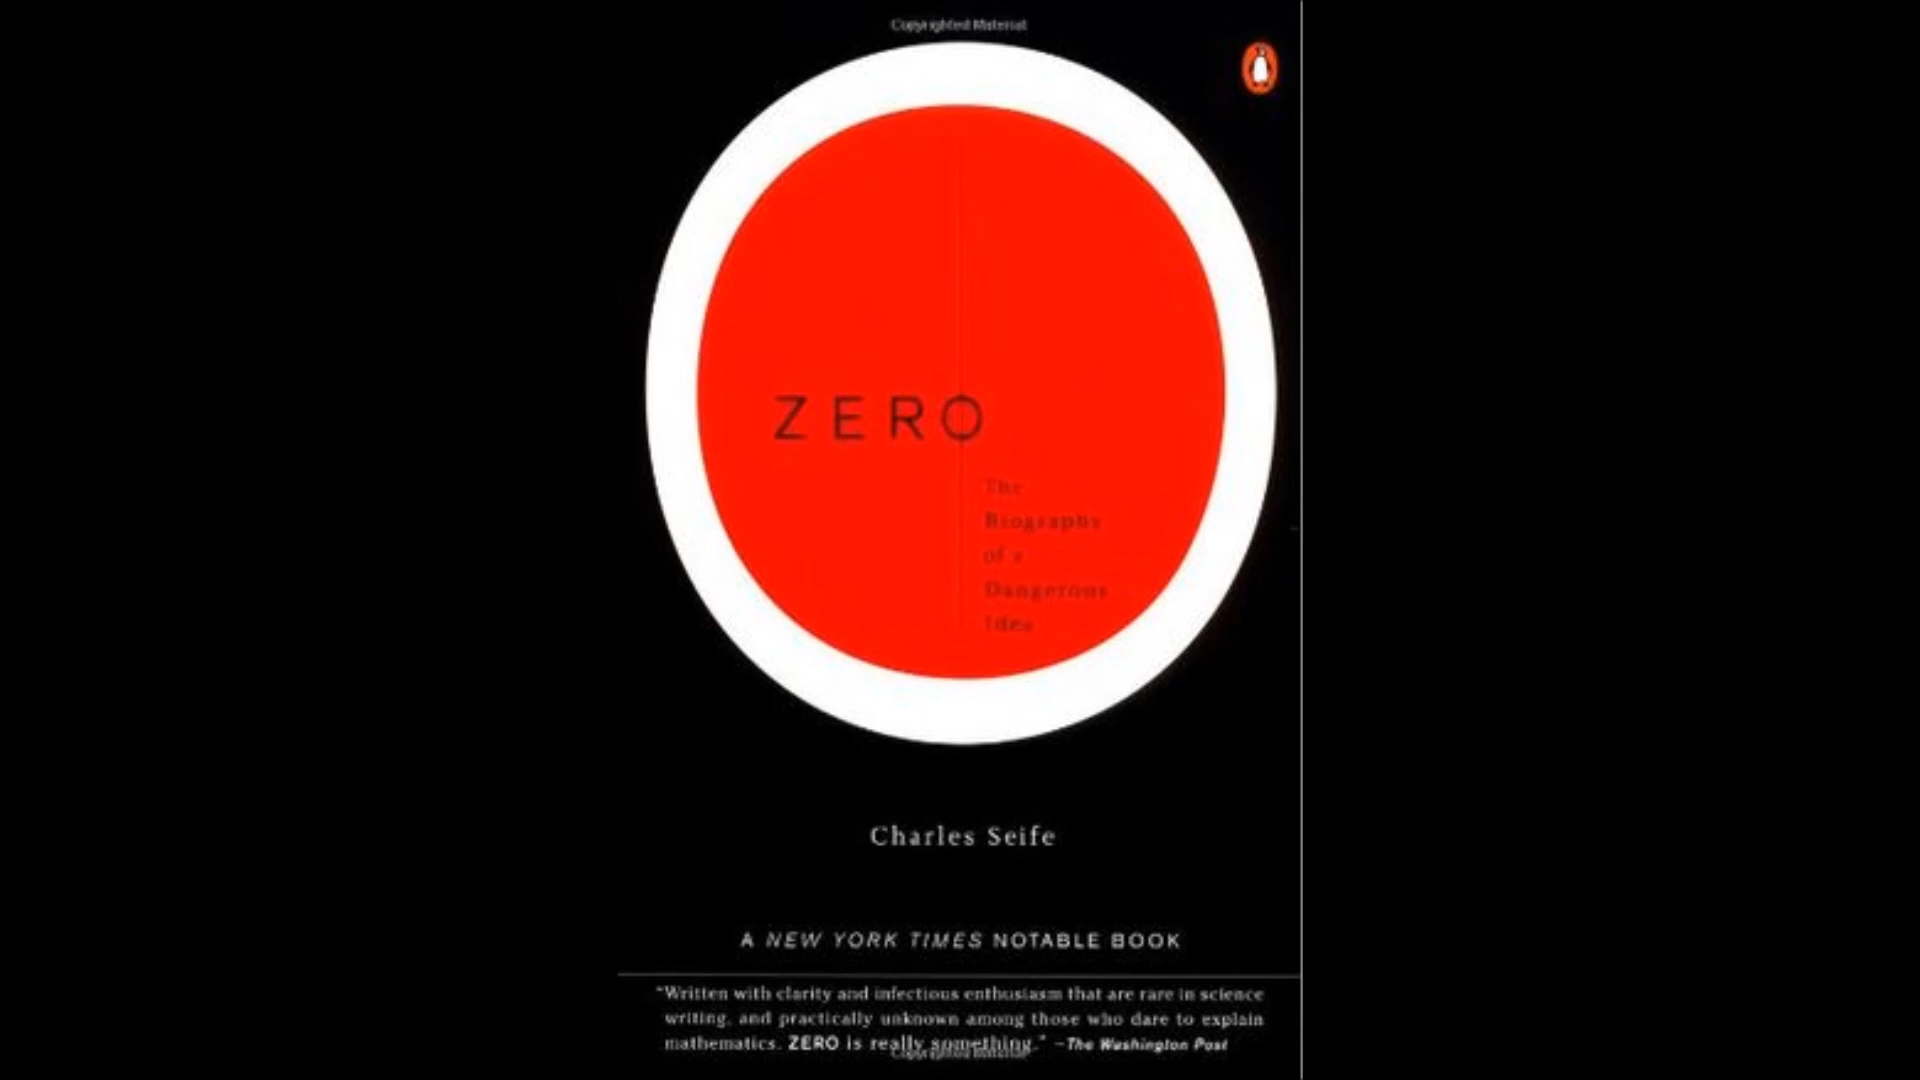 Copyrighted Material
ZERO
The
Biography
of a
Dangerous
Idea
Charles Seife
A NEW YORK TIMES NOTABLE BOOK
“Written with clarity and infectious enthusiasm that are rare in science
writing, and practically unknown among those who dare to explain
mathematics. ZERO is really something.” –The Washington Post
Copyrighted Material